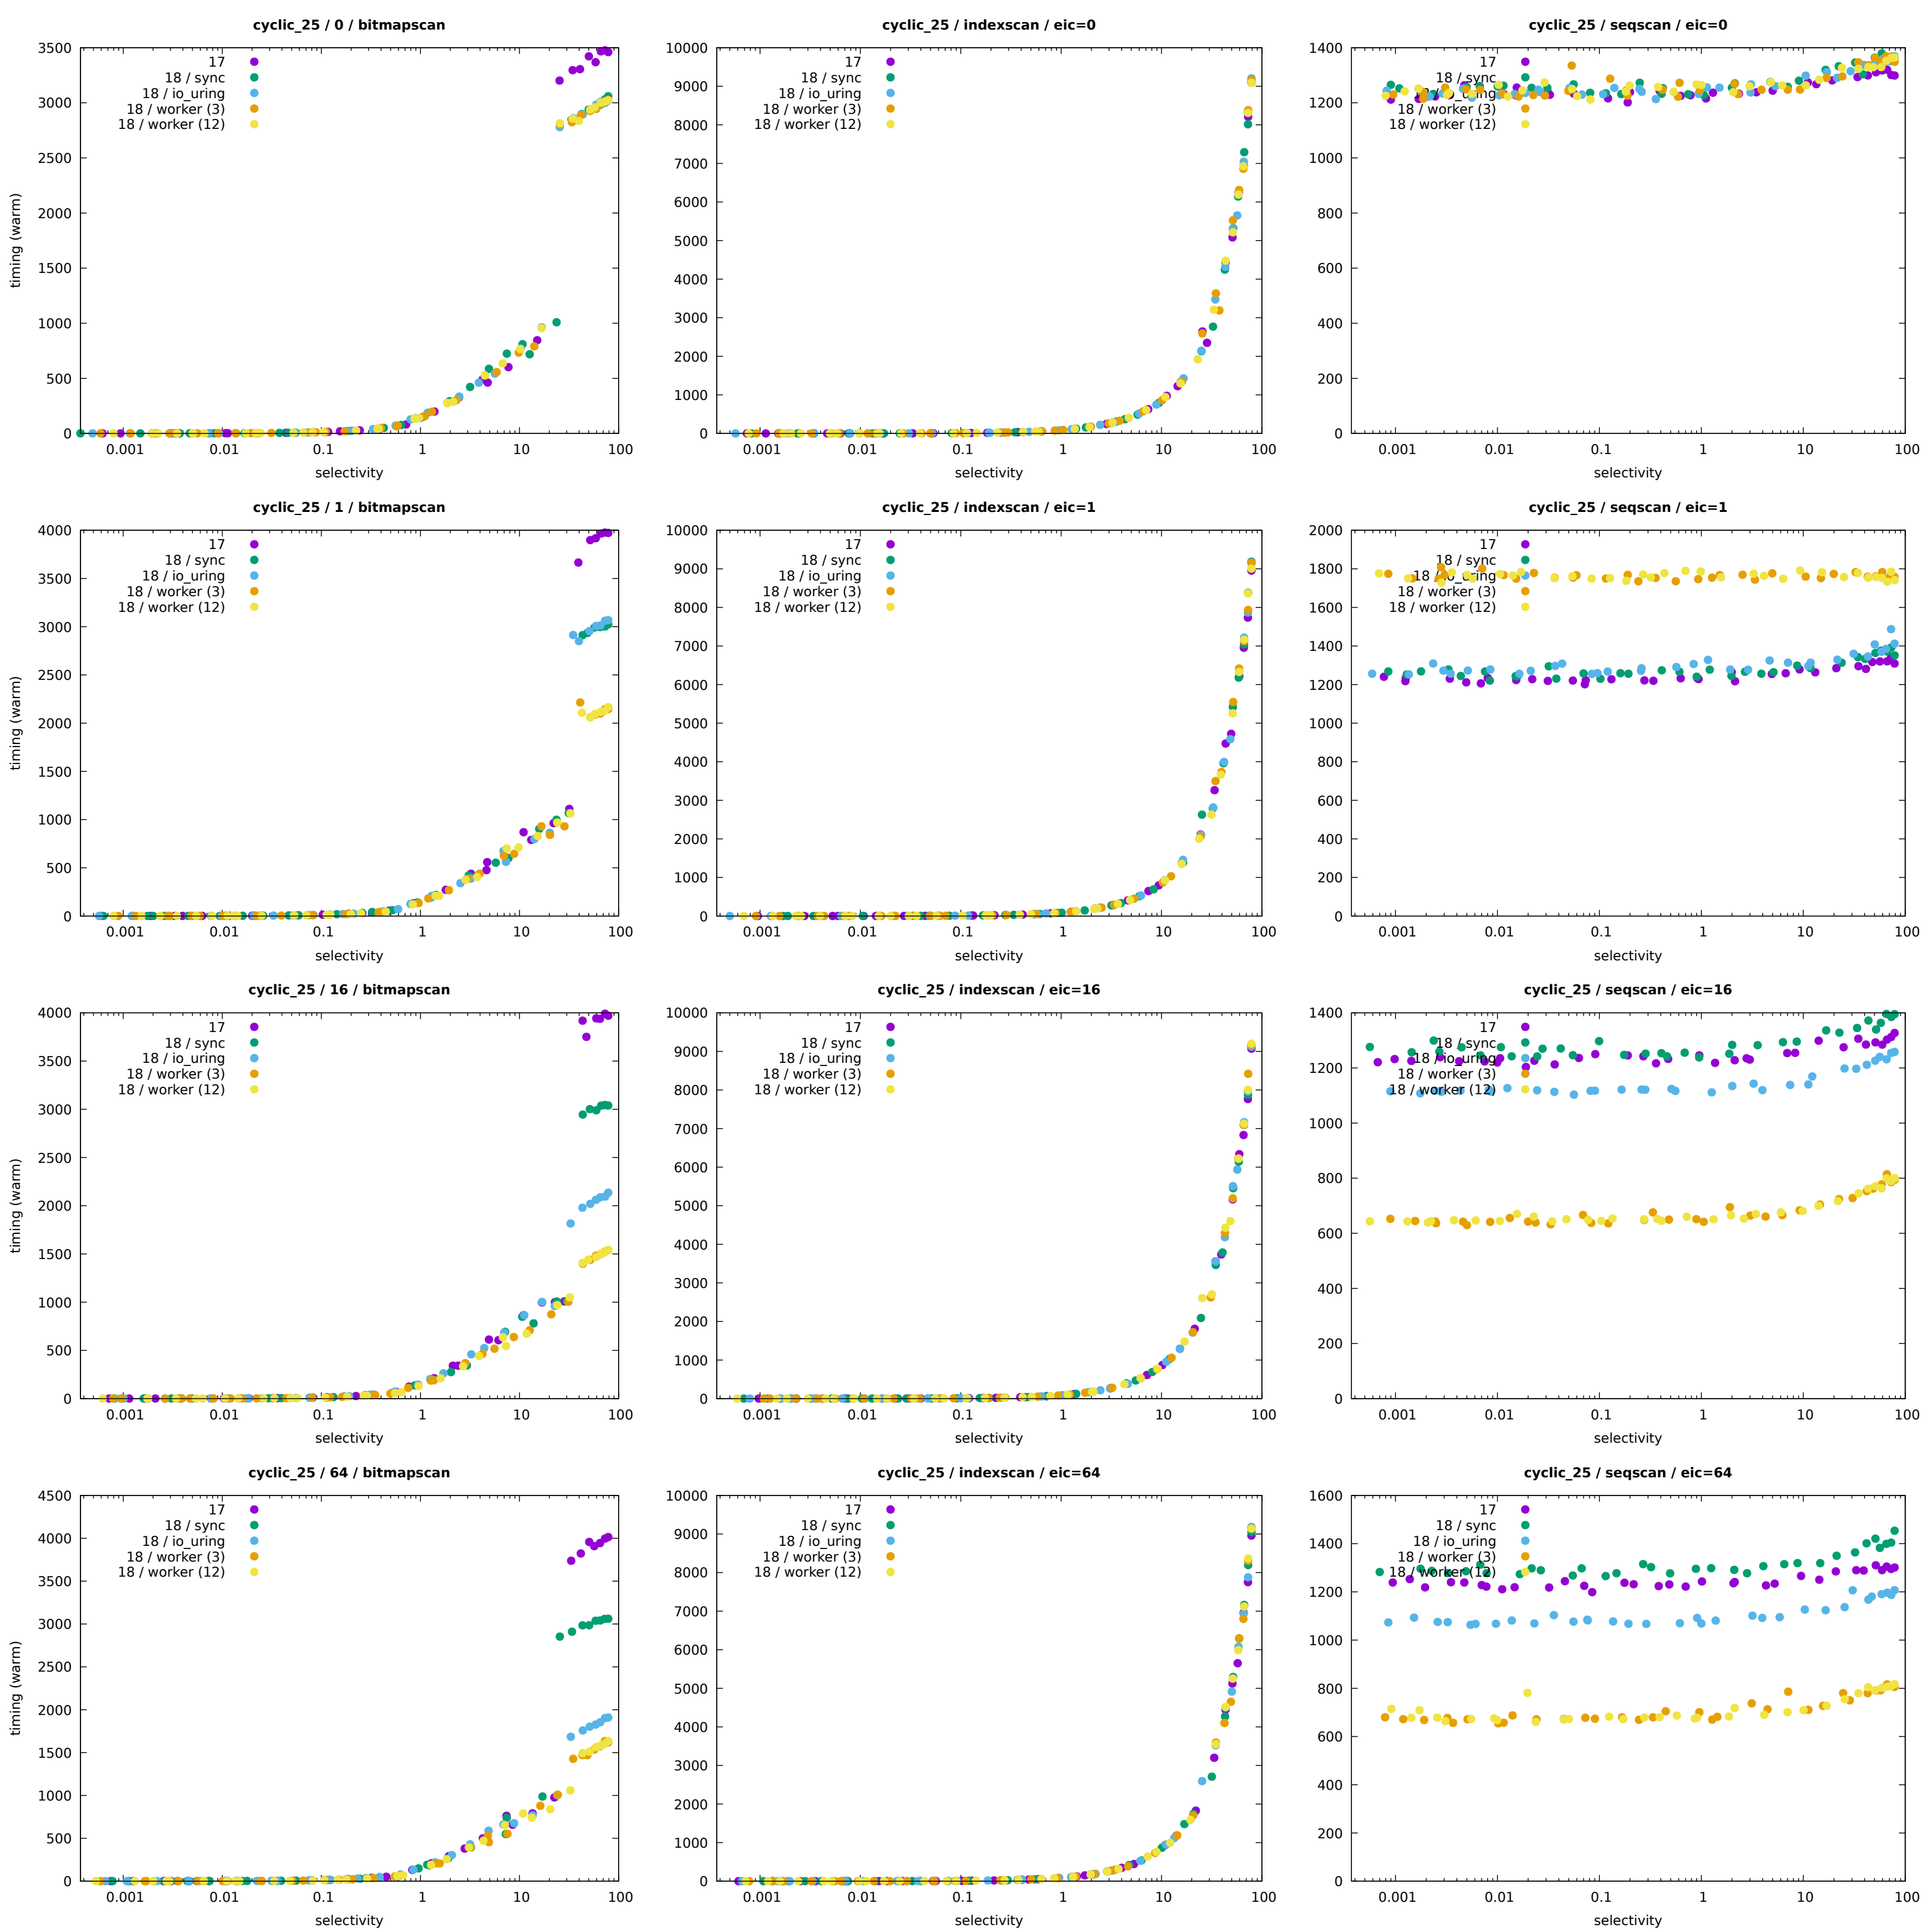 cyclic_25 / 0 / bitmapscan
3500
3000
2500
2000
1500
1000
500
0
timing (warm)
17
18 / sync
18 / io_uring
18 / worker (3)
18 / worker (12)
0.001 0.01 0.1 1 10 100
selectivity
cyclic_25 / indexscan / eic=0
10000
9000
8000
7000
6000
5000
4000
3000
2000
1000
0
17
18 / sync
18 / io_uring
18 / worker (3)
18 / worker (12)
0.001 0.01 0.1 1 10 100
selectivity
cyclic_25 / seqscan / eic=0
1400
1200
1000
800
600
400
200
0
17
18 / sync
18 / io_uring
18 / worker (3)
18 / worker (12)
0.001 0.01 0.1 1 10 100
selectivity
cyclic_25 / 1 / bitmapscan
4000
3500
3000
2500
2000
1500
1000
500
0
timing (warm)
17
18 / sync
18 / io_uring
18 / worker (3)
18 / worker (12)
0.001 0.01 0.1 1 10 100
selectivity
cyclic_25 / indexscan / eic=1
10000
9000
8000
7000
6000
5000
4000
3000
2000
1000
0
17
18 / sync
18 / io_uring
18 / worker (3)
18 / worker (12)
0.001 0.01 0.1 1 10 100
selectivity
cyclic_25 / seqscan / eic=1
2000
1800
1600
1400
1200
1000
800
600
400
200
0
17
18 / sync
18 / io_uring
18 / worker (3)
18 / worker (12)
0.001 0.01 0.1 1 10 100
selectivity
cyclic_25 / 16 / bitmapscan
4000
3500
3000
2500
2000
1500
1000
500
0
timing (warm)
17
18 / sync
18 / io_uring
18 / worker (3)
18 / worker (12)
0.001 0.01 0.1 1 10 100
selectivity
cyclic_25 / indexscan / eic=16
10000
9000
8000
7000
6000
5000
4000
3000
2000
1000
0
17
18 / sync
18 / io_uring
18 / worker (3)
18 / worker (12)
0.001 0.01 0.1 1 10 100
selectivity
cyclic_25 / seqscan / eic=16
1400
1200
1000
800
600
400
200
0
17
18 / sync
18 / io_uring
18 / worker (3)
18 / worker (12)
0.001 0.01 0.1 1 10 100
selectivity
cyclic_25 / 64 / bitmapscan
4500
4000
3500
3000
2500
2000
1500
1000
500
0
timing (warm)
17
18 / sync
18 / io_uring
18 / worker (3)
18 / worker (12)
0.001 0.01 0.1 1 10 100
selectivity
cyclic_25 / indexscan / eic=64
10000
9000
8000
7000
6000
5000
4000
3000
2000
1000
0
17
18 / sync
18 / io_uring
18 / worker (3)
18 / worker (12)
0.001 0.01 0.1 1 10 100
selectivity
cyclic_25 / seqscan / eic=64
1600
1400
1200
1000
800
600
400
200
0
17
18 / sync
18 / io_uring
18 / worker (3)
18 / worker (12)
0.001 0.01 0.1 1 10 100
selectivity